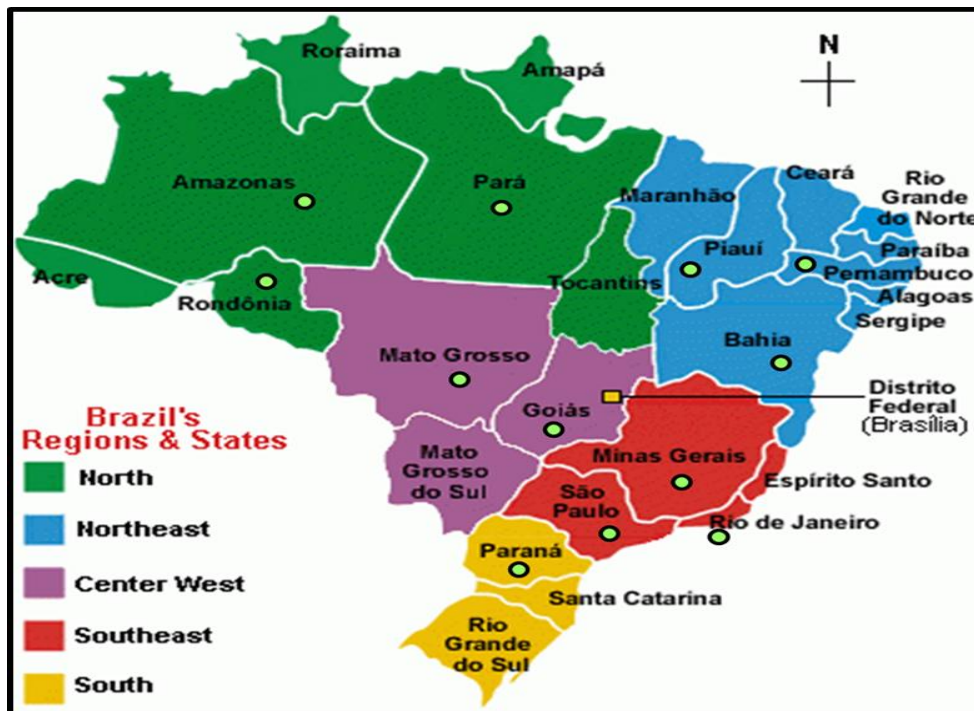 Roraima
Amapá
N
Amazonas
Pará
Maranhão
Ceará
Rio
Grande
do Norte
Piauí
Paraíba
Pernambuco
Acre
Rondônia
Tocantins
Alagoas
Sergipe
Bahia
Mato Grosso
Goiás
Distrito
Federal
(Brasília)
Brazil's
Regions & States
Mato
Grosso
do Sul
Minas Gerais
São
Paulo
Espírito Santo
Rio de Janeiro
Paraná
Santa Catarina
Rio
Grande
do Sul
North
Northeast
Center West
Southeast
South